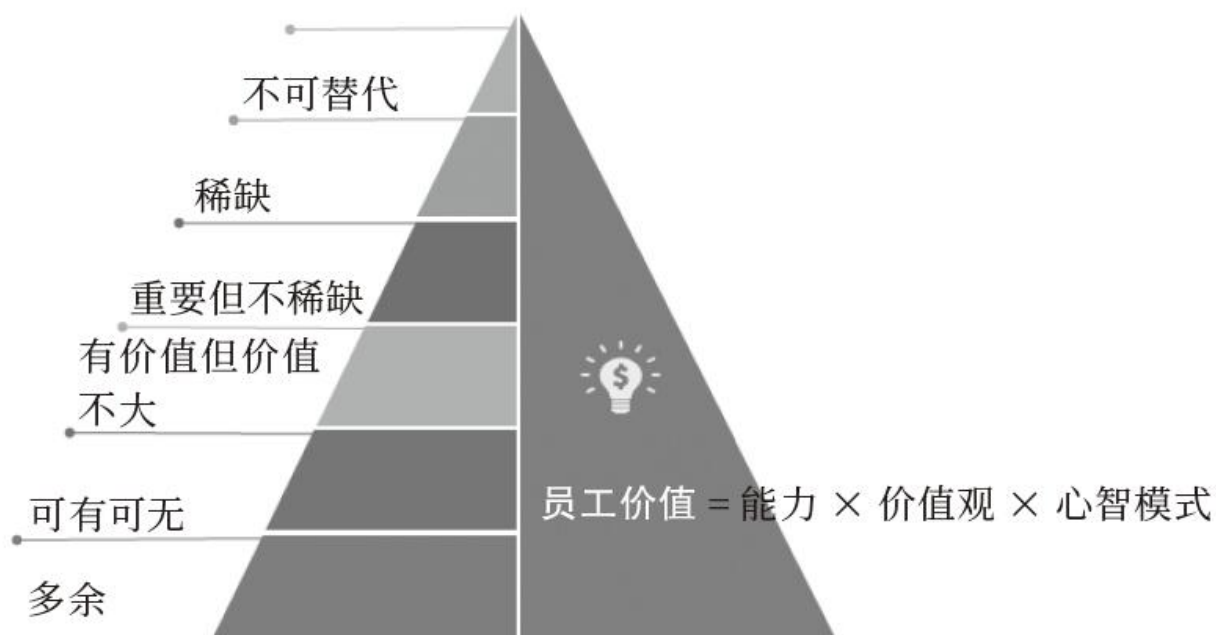 不可替代
稀缺
重要但不稀缺
有价值但价值
不大
$
员工价值 = 能力 × 价值观 × 心智模式
可有可无
多余